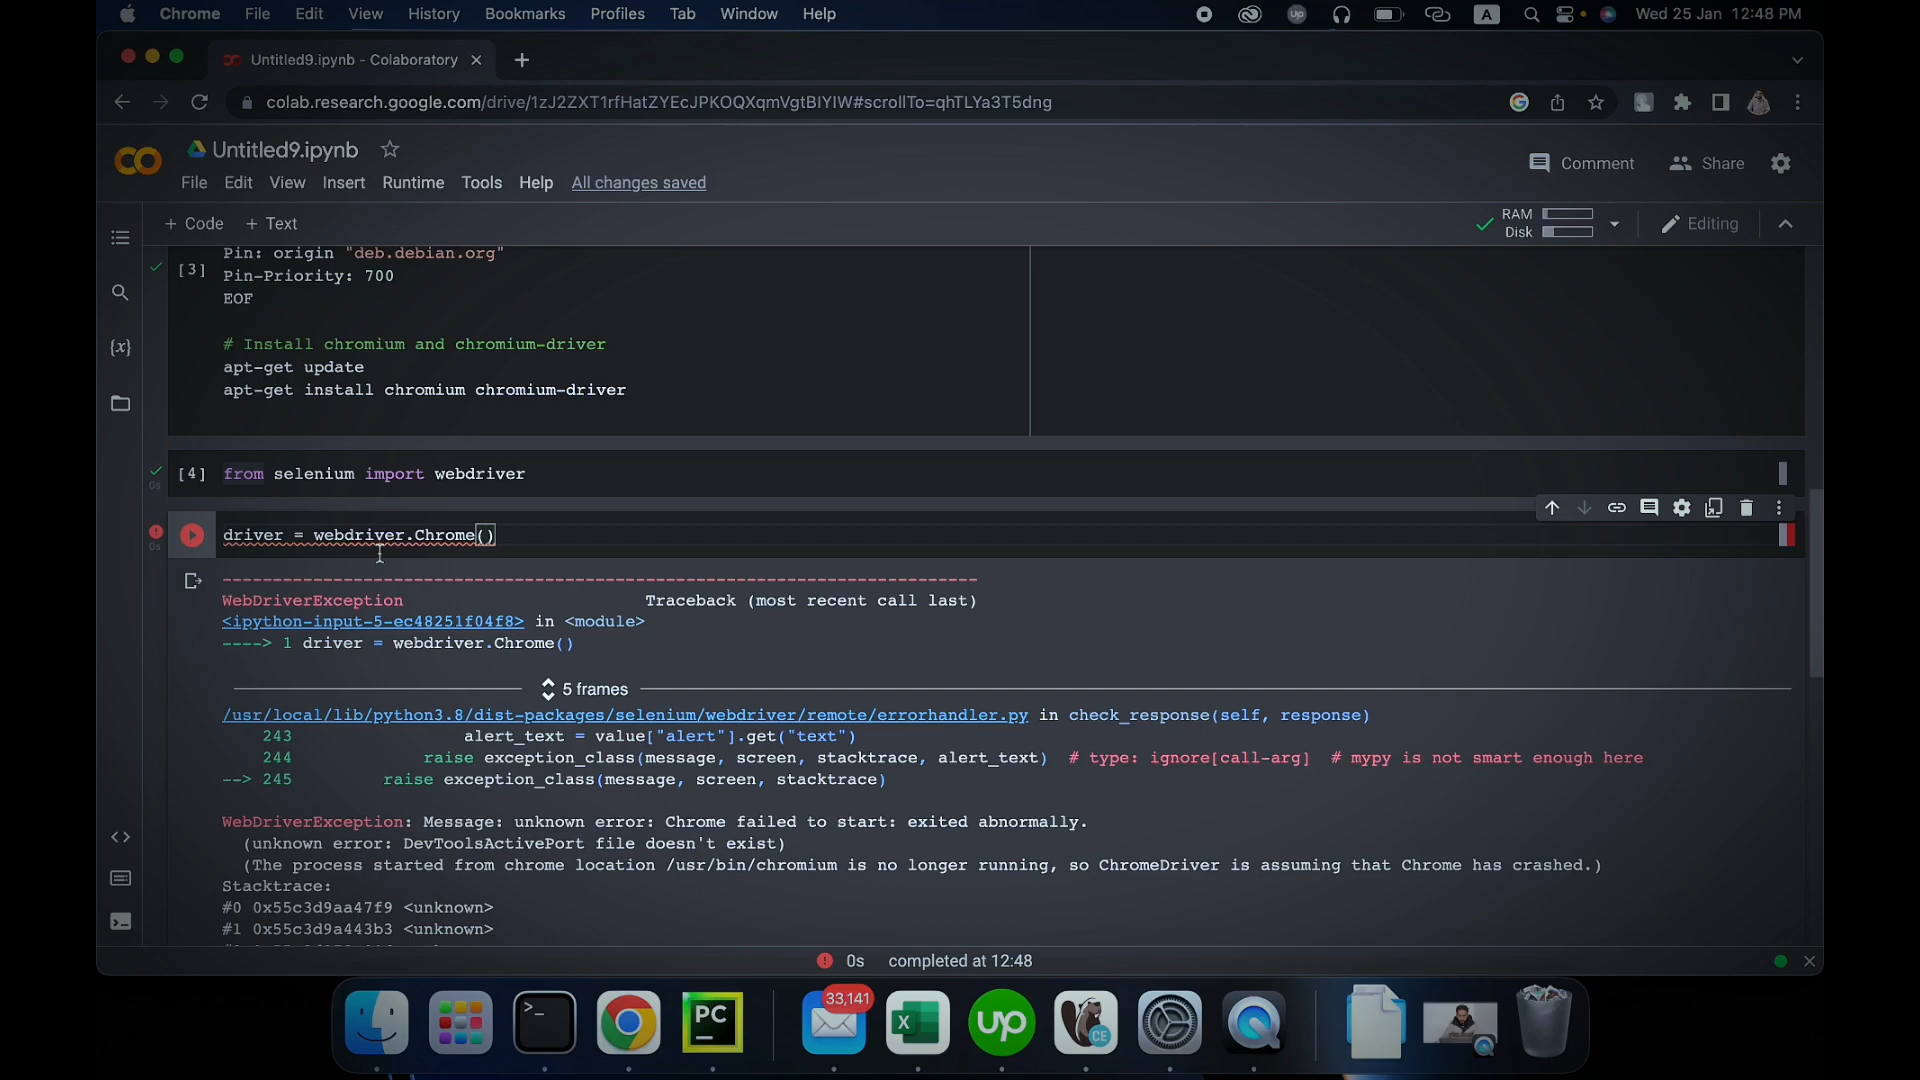 Chrome File Edit View History Bookmarks Profiles Tab Window Help A Wed 25 Jan 12:48 PM
Untitled9.ipynb - Colaboratory
colab.research.google.com/drive/1zJ2ZXT1rfHatZYEcJPKOQXqmVgtBIYIW#scrollTo=qhTLYa3T5dng
Untitled9.ipynb
Comment Share
File Edit View Insert Runtime Tools Help All changes saved
+ Code + Text
RAM
Disk
Editing
Pin: origin "deb.debian.org"
[3] Pin-Priority: 700
EOF
# Install chromium and chromium-driver
apt-get update
apt-get install chromium chromium-driver
{x}
[4] from selenium import webdriver
0s
driver = webdriver.Chrome()
0s
---------------------------------------------------------------------------
WebDriverException Traceback (most recent call last)
<ipython-input-5-ec48251f04f8> in <module>
----> 1 driver = webdriver.Chrome()
5 frames
/usr/local/lib/python3.8/dist-packages/selenium/webdriver/remote/errorhandler.py in check_response(self, response)
243 alert_text = value["alert"].get("text")
244 raise exception_class(message, screen, stacktrace, alert_text) # type: ignore[call-arg] # mypy is not smart enough here
--> 245 raise exception_class(message, screen, stacktrace)
WebDriverException: Message: unknown error: Chrome failed to start: exited abnormally.
(unknown error: DevToolsActivePort file doesn't exist)
(The process started from chrome location /usr/bin/chromium is no longer running, so ChromeDriver is assuming that Chrome has crashed.)
Stacktrace:
#0 0x55c3d9aa47f9 <unknown>
#1 0x55c3d9a443b3 <unknown>
0s completed at 12:48
33,141
PC
X
up
CE